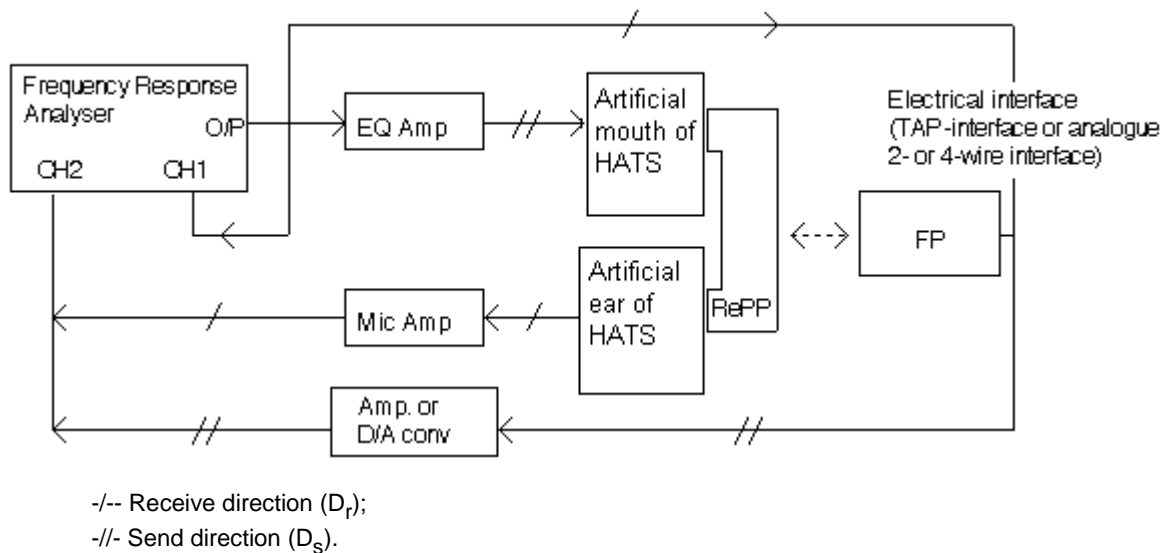 Frequency Response
Analyser
O/P
CH2
CH1
EQ Amp
Artificial
mouth of
HATS
Electrical interface
(TAP-interface or analogue
2- or 4-wire interface)
FP
Mic Amp
Artificial
ear of
HATS
RePP
Amp. or
D/A conv
-/-- Receive direction (Dr);
-//- Send direction (Ds).